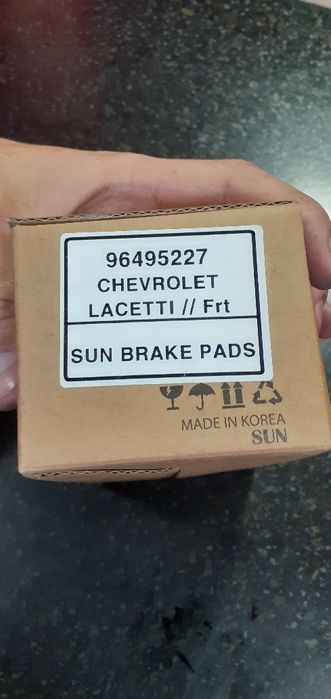 96495227
CHEVROLET
LACETTI // Frt
SUN BRAKE PADS
MADE IN KOREA
SUN